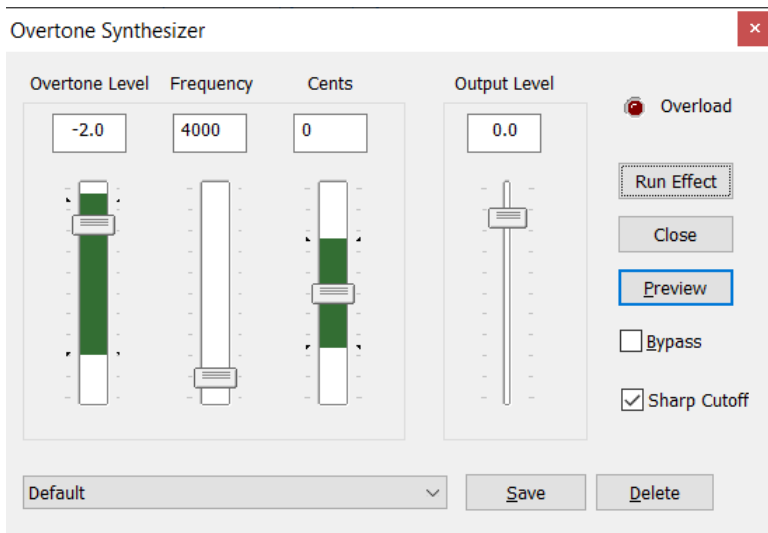 Overtone Synthesizer
Overtone Level Frequency Cents Output Level
Overload
-2.0 4000 0 0.0
Run Effect
Close
Preview
Bypass
Sharp Cutoff
Default Save Delete